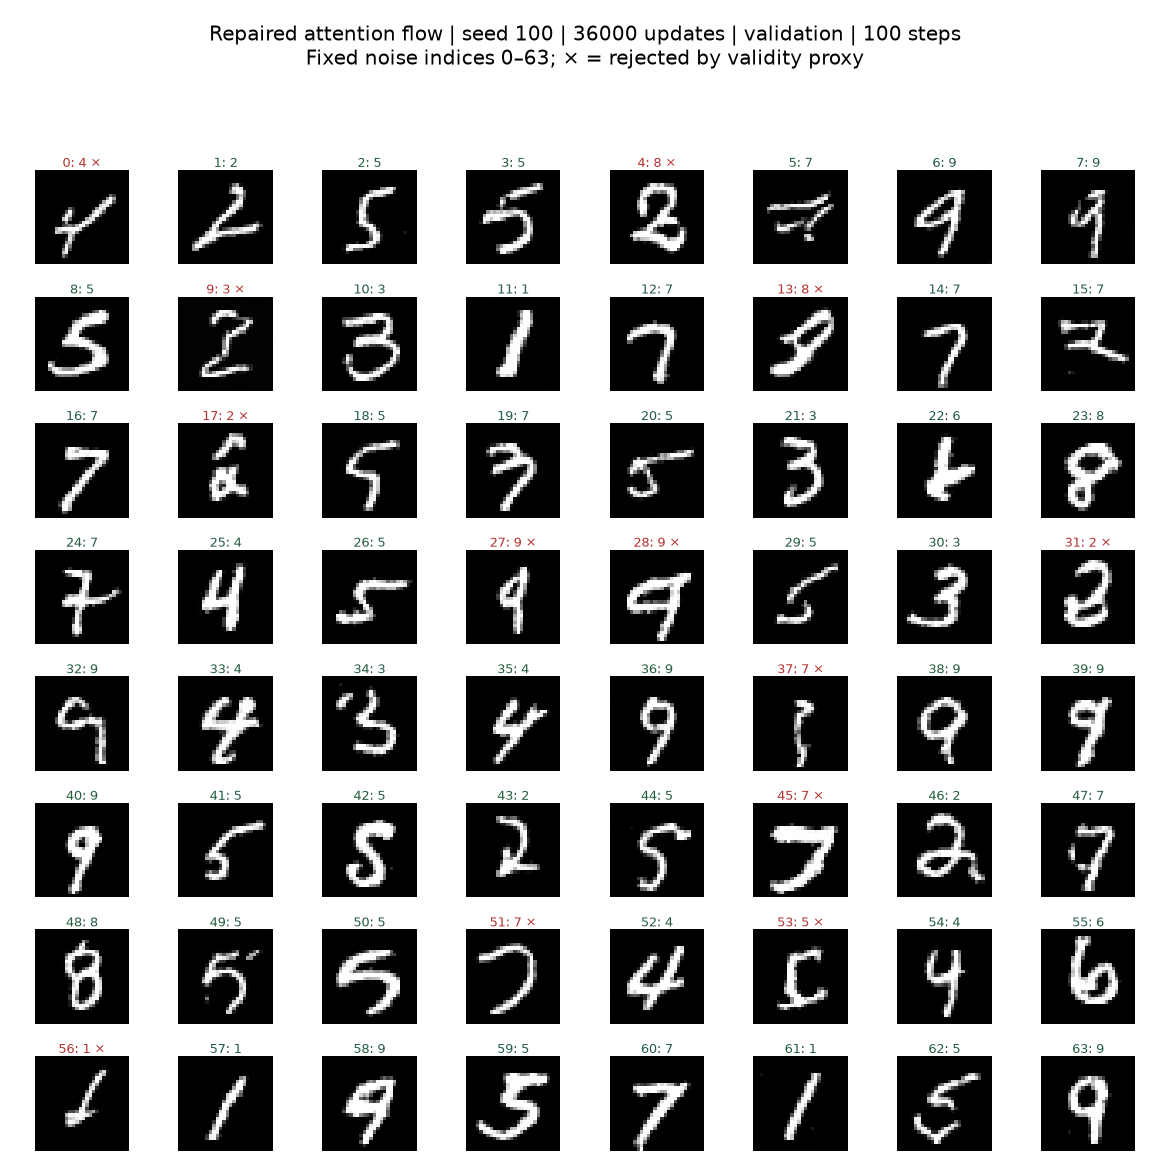 Repaired attention flow | seed 100 | 36000 updates | validation | 100 steps
Fixed noise indices 0–63; × = rejected by validity proxy
0: 4 × 1: 2 2: 5 3: 5 4: 8 × 5: 7 6: 9 7: 9
8: 5 9: 3 × 10: 3 11: 1 12: 7 13: 8 × 14: 7 15: 7
16: 7 17: 2 × 18: 5 19: 7 20: 5 21: 3 22: 6 23: 8
24: 7 25: 4 26: 5 27: 9 × 28: 9 × 29: 5 30: 3 31: 2 ×
32: 9 33: 4 34: 3 35: 4 36: 9 37: 7 × 38: 9 39: 9
40: 9 41: 5 42: 5 43: 2 44: 5 45: 7 × 46: 2 47: 7
48: 8 49: 5 50: 5 51: 7 × 52: 4 53: 5 × 54: 4 55: 6
56: 1 × 57: 1 58: 9 59: 5 60: 7 61: 1 62: 5 63: 9